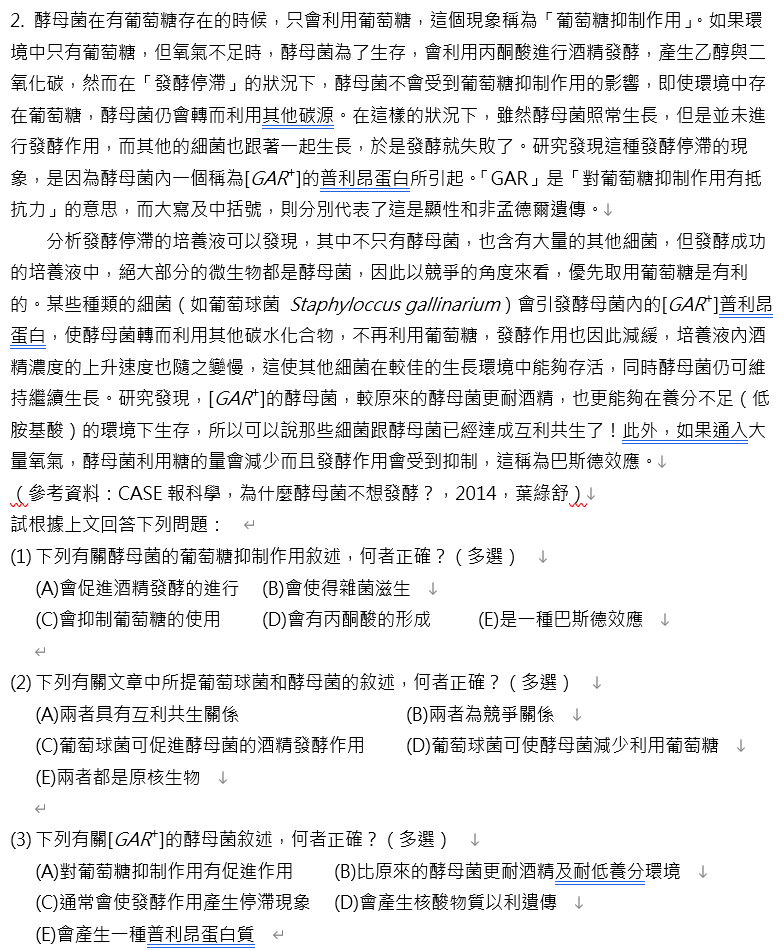 2. 酵母菌在有葡萄糖存在的時候，只會利用葡萄糖，這個現象稱為「葡萄糖抑制作用」。如果環
境中只有葡萄糖，但氧氣不足時，酵母菌為了生存，會利用丙酮酸進行酒精發酵，產生乙醇與二
氧化碳，然而在「發酵停滯」的狀況下，酵母菌不會受到葡萄糖抑制作用的影響，即使環境中存
在葡萄糖，酵母菌仍會轉而利用其他碳源。在這樣的狀況下，雖然酵母菌照常生長，但是並未進
行發酵作用，而其他的細菌也跟著一起生長，於是發酵就失敗了。研究發現這種發酵停滯的現
象，是因為酵母菌內一個稱為[GAR⁺]的普利昂蛋白所引起。「GAR」是「對葡萄糖抑制作用有抵
抗力」的意思，而大寫及中括號，則分別代表了這是顯性和非孟德爾遺傳。↓
分析發酵停滯的培養液可以發現，其中不只有酵母菌，也含有大量的其他細菌，但發酵成功
的培養液中，絕大部分的微生物都是酵母菌，因此以競爭的角度來看，優先取用葡萄糖是有利
的。某些種類的細菌（如葡萄球菌 Staphyloccus gallinarium）會引發酵母菌內的[GAR⁺]普利昂
蛋白，使酵母菌轉而利用其他碳水化合物，不再利用葡萄糖，發酵作用也因此減緩，培養液內酒
精濃度的上升速度也隨之變慢，這使其他細菌在較佳的生長環境中能夠存活，同時酵母菌仍可維
持繼續生長。研究發現，[GAR⁺]的酵母菌，較原來的酵母菌更耐酒精，也更能夠在養分不足（低
胺基酸）的環境下生存，所以可以說那些細菌跟酵母菌已經達成互利共生了！此外，如果通入大
量氧氣，酵母菌利用糖的量會減少而且發酵作用會受到抑制，這稱為巴斯德效應。↓
（參考資料：CASE 報科學，為什麼酵母菌不想發酵？，2014，葉綠舒）↓
試根據上文回答下列問題： ↵
(1) 下列有關酵母菌的葡萄糖抑制作用敘述，何者正確？（多選） ↓
(A)會促進酒精發酵的進行 (B)會使得雜菌滋生 ↓
(C)會抑制葡萄糖的使用 (D)會有丙酮酸的形成 (E)是一種巴斯德效應 ↓
↵
(2) 下列有關文章中所提葡萄球菌和酵母菌的敘述，何者正確？（多選） ↓
(A)兩者具有互利共生關係 (B)兩者為競爭關係 ↓
(C)葡萄球菌可促進酵母菌的酒精發酵作用 (D)葡萄球菌可使酵母菌減少利用葡萄糖 ↓
(E)兩者都是原核生物 ↓
↵
(3) 下列有關[GAR⁺]的酵母菌敘述，何者正確？（多選） ↓
(A)對葡萄糖抑制作用有促進作用 (B)比原來的酵母菌更耐酒精及耐低養分環境 ↓
(C)通常會使發酵作用產生停滯現象 (D)會產生核酸物質以利遺傳 ↓
(E)會產生一種普利昂蛋白質 ↵